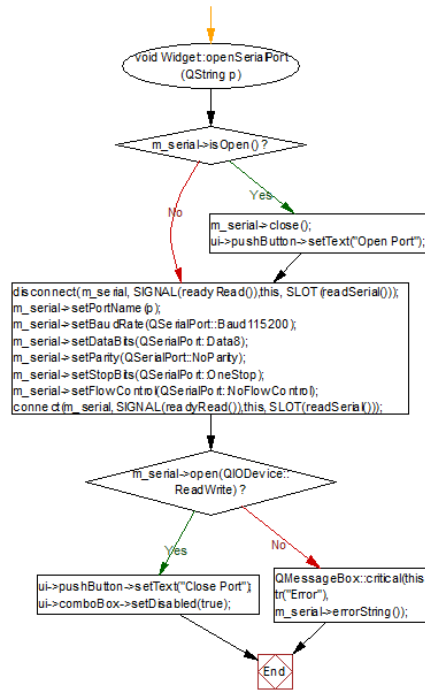 void Widget::openSerialPort
(QString p)
m_serial->isOpen() ?
Yes
No
m_serial->close();
ui->pushButton->setText("Open Port");
disconnect(m_serial, SIGNAL(readyRead()),this, SLOT(readSerial()));
m_serial->setPortName(p);
m_serial->setBaudRate(QSerialPort::Baud115200);
m_serial->setDataBits(QSerialPort::Data8);
m_serial->setParity(QSerialPort::NoParity);
m_serial->setStopBits(QSerialPort::OneStop);
m_serial->setFlowControl(QSerialPort::NoFlowControl);
connect(m_serial, SIGNAL(readyRead()),this, SLOT(readSerial()));
m_serial->open(QIODevice::
ReadWrite) ?
Yes
No
ui->pushButton->setText("Close Port");
ui->comboBox->setDisabled(true);
QMessageBox::critical(this
tr("Error"),
m_serial->errorString());
End